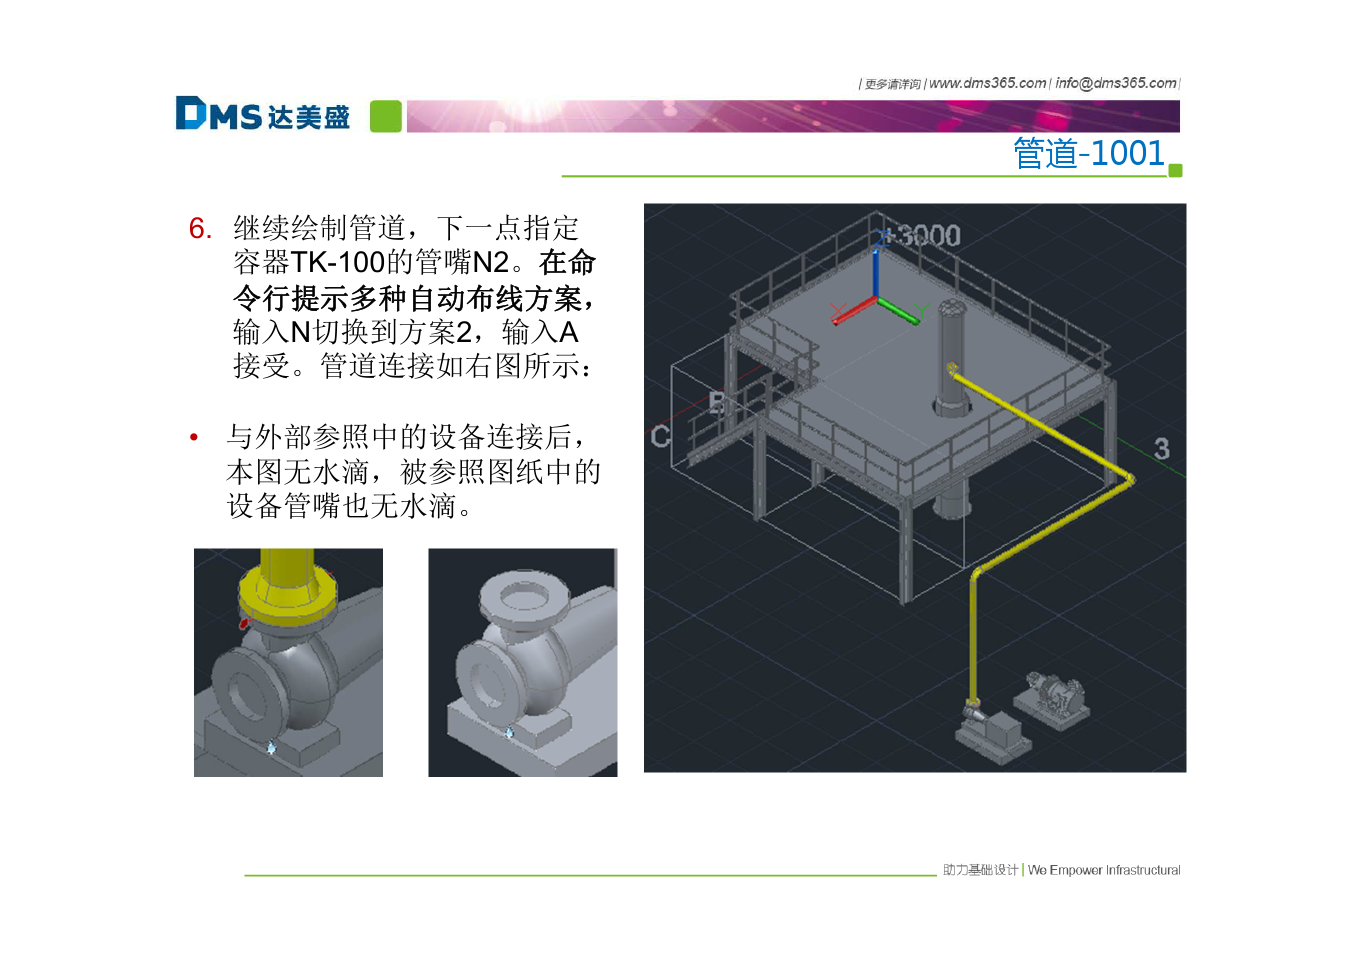 |更多请详询|www.dms365.com| info@dms365.com|
DMS 达美盛
管道-1001
6. 继续绘制管道，下一点指定
容器TK-100的管嘴N2。在命
令行提示多种自动布线方案，
输入N切换到方案2，输入A
接受。管道连接如右图所示：
• 与外部参照中的设备连接后，
本图无水滴，被参照图纸中的
设备管嘴也无水滴。
+3000
X
Y
B
C
3
助力基础设计| We Empower Infrastructural